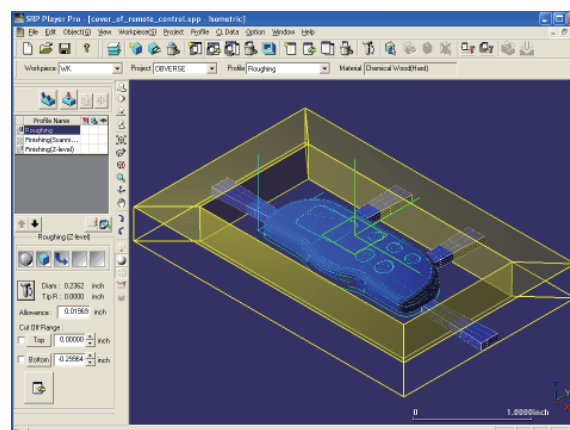 SRP Player Pro - [cover_of_remote_control.spp - Isometric]
File Edit Object(G) View Workpiece(S) Project Profile Q. Data Option Window Help
Workpiece WK Project OBVERSE Profile Roughing Material Chemical Wood(Hard)
Profile Name
Roughing
Finishing(Scanni...
Finishing(Z-level)
Roughing (Z-level)
Diam : 0.2362 inch
Tip R : 0.0000 inch
Allowance : 0.01969 inch
Cut Off Range :
Top 0.00000 inch
Bottom -0.29964 inch
0 1.0000inch